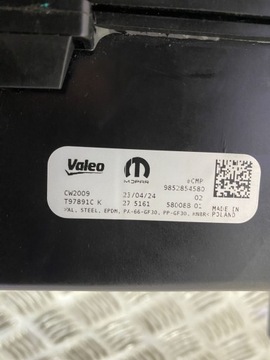 Valeo
MOPAR
eCMP
9852854580
CW2009
23/04/24
02
T97891C K
27 5161
580088 01
MADE IN
POLAND
PAL, STEEL, EPDM, PA-66-GF30, PP-GF30, HNBR